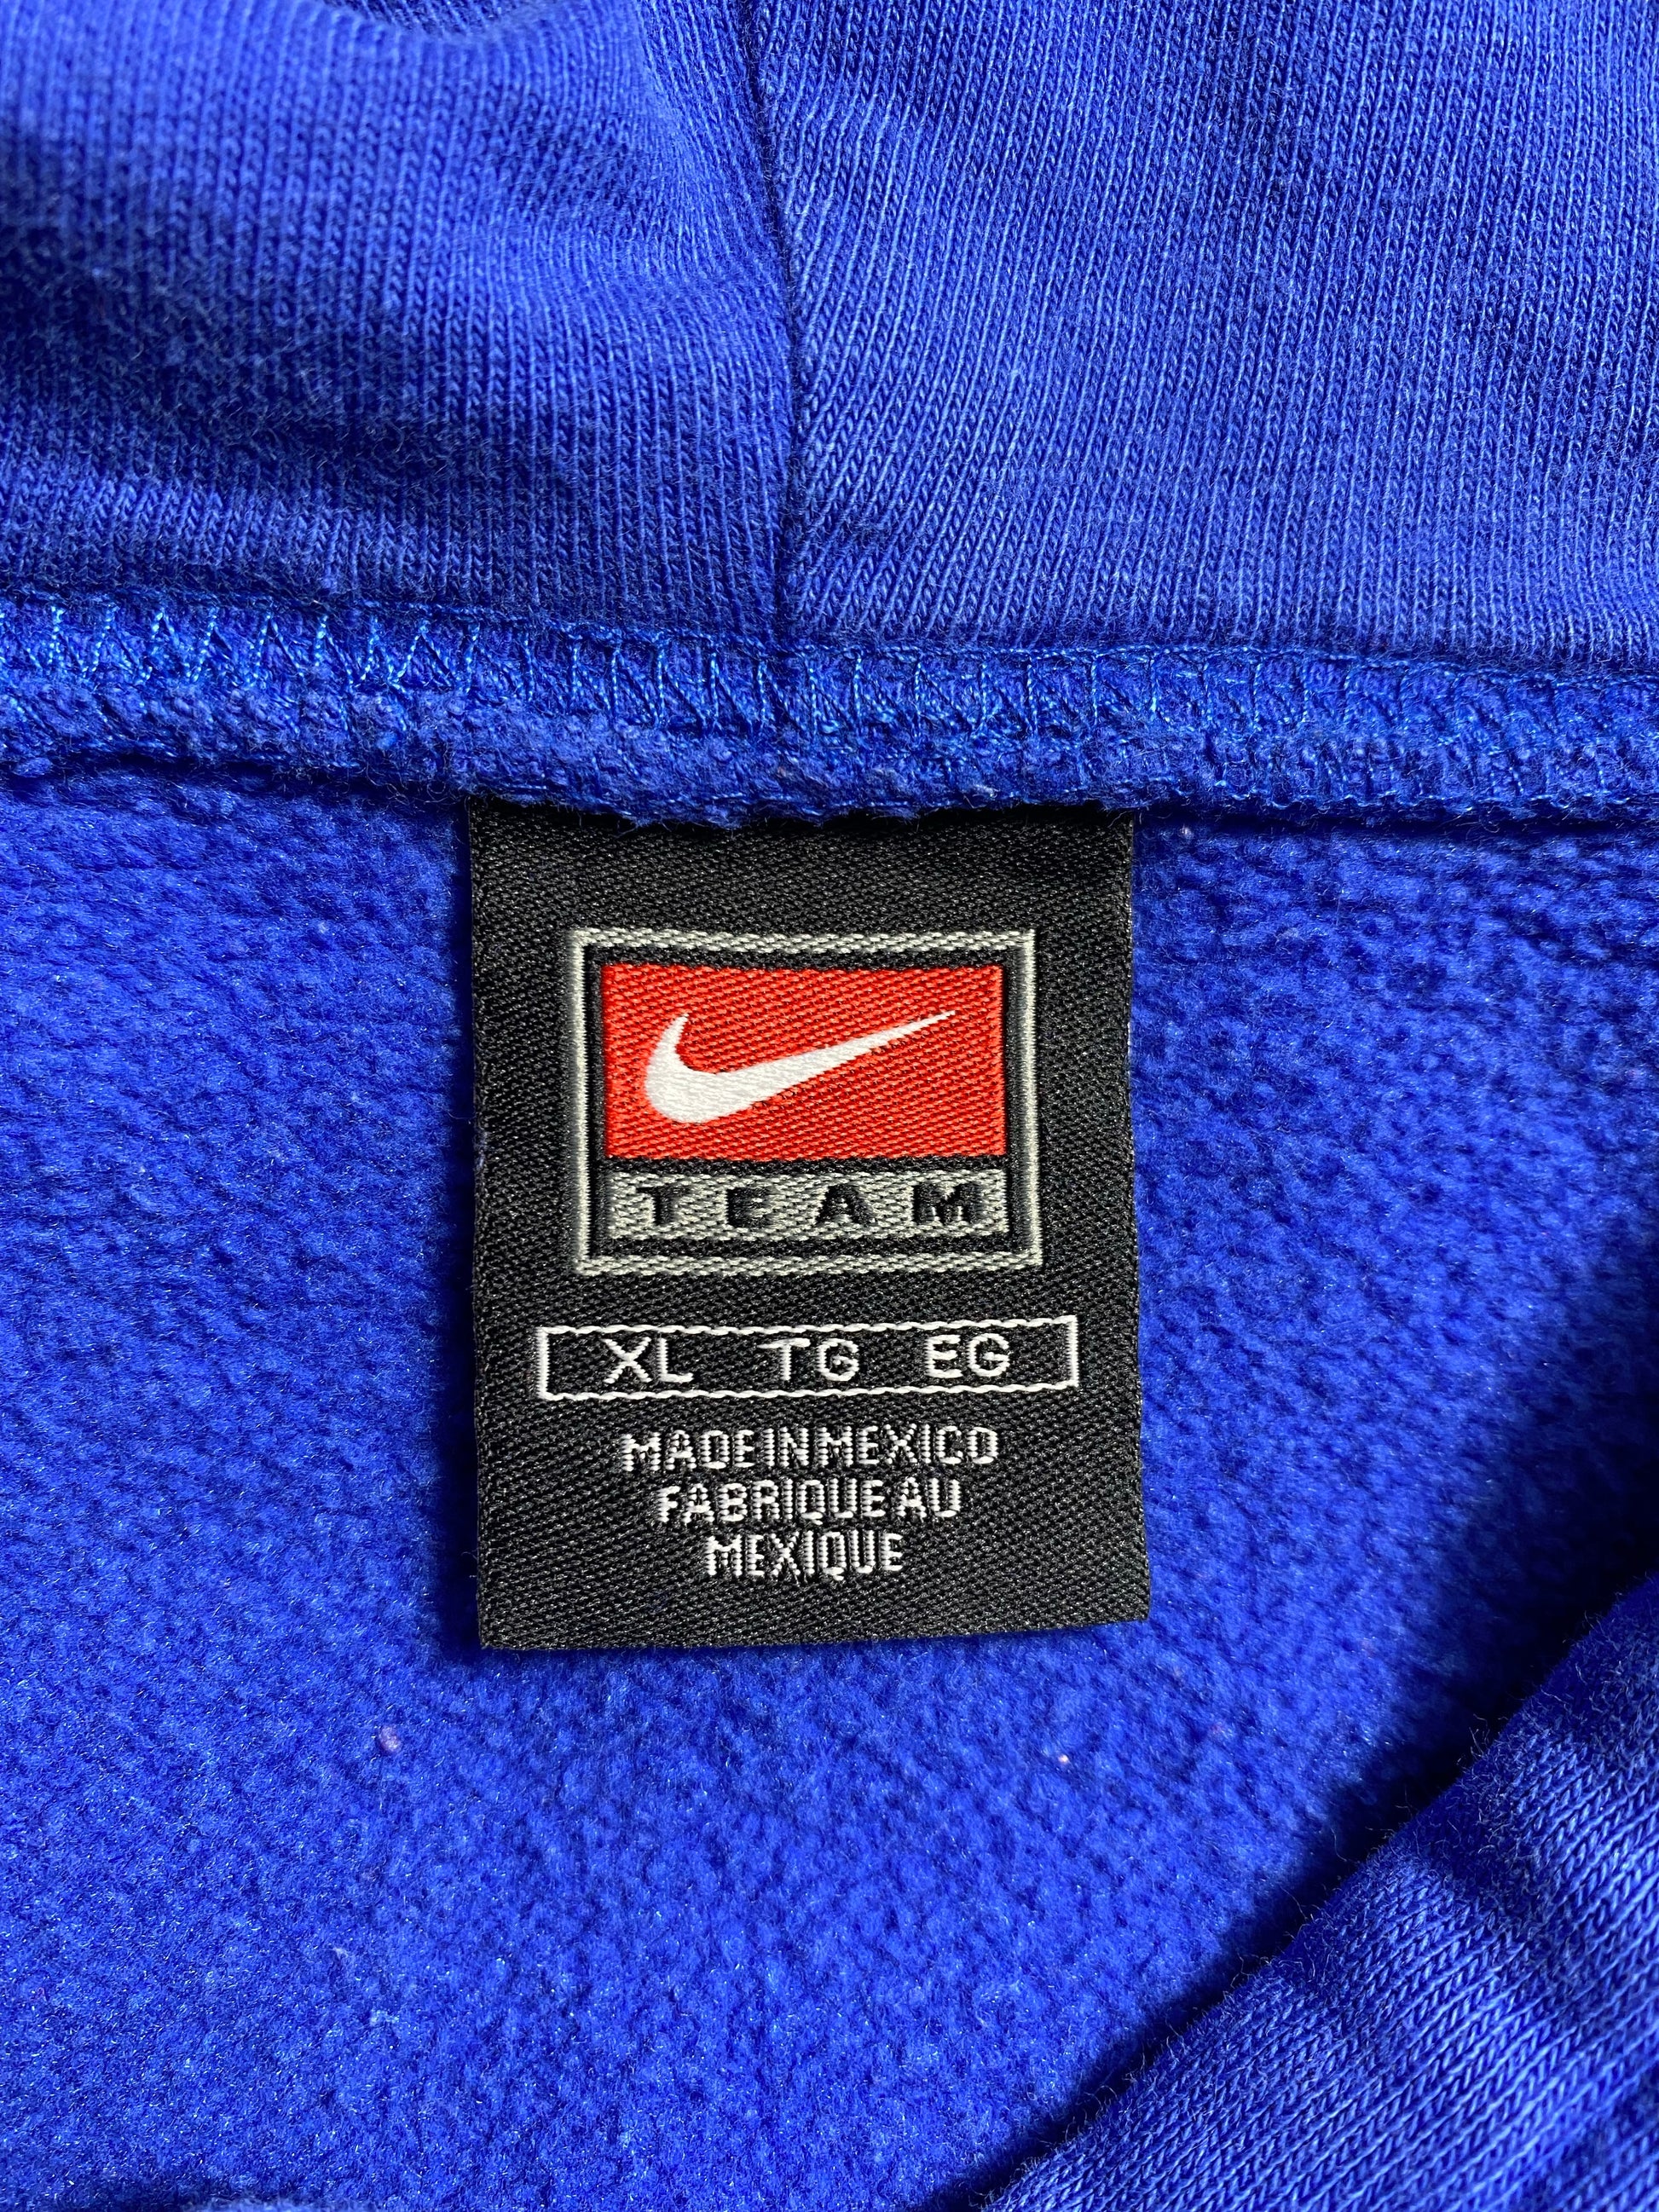 TEAM
XL TG EG
MADE IN MEXICO
FABRIQUE AU
MEXIQUE